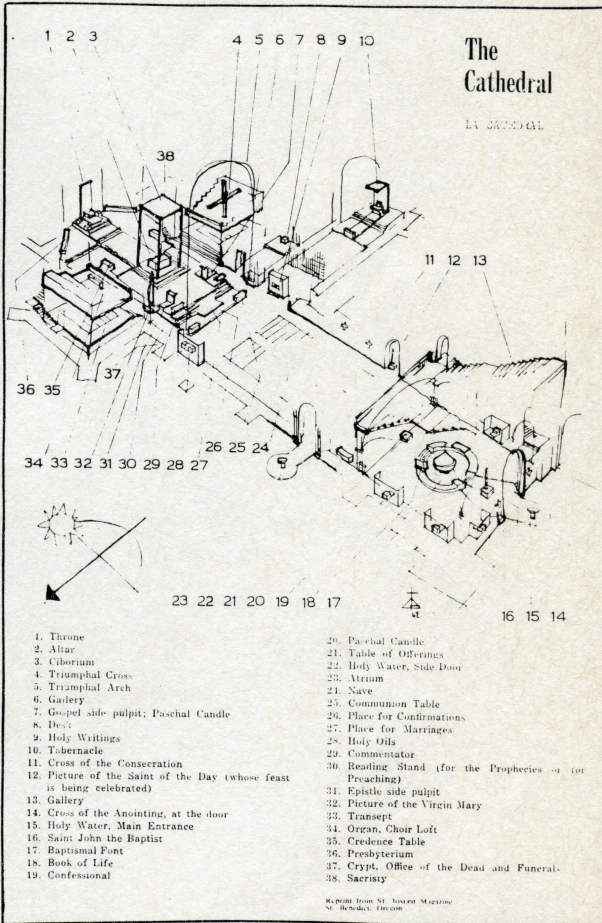 The
Cathedral
LA CATEDRAL
1 2 3
4 5 6 7 8 9 10
38
11 12 13
36 35
37
34 33 32 31 30 29 28 27
26 25 24
23 22 21 20 19 18 17
16 15 14
1. Throne
2. Altar
3. Ciborium
4. Triumphal Cross
5. Triumphal Arch
6. Gallery
7. Gospel side pulpit; Paschal Candle
8. Desk
9. Holy Writings
10. Tabernacle
11. Cross of the Consecration
12. Picture of the Saint of the Day (whose feast
is being celebrated)
13. Gallery
14. Cross of the Anointing, at the door
15. Holy Water, Main Entrance
16. Saint John the Baptist
17. Baptismal Font
18. Book of Life
19. Confessional
20. Paschal Candle
21. Table of Offerings
22. Holy Water, Side Door
23. Atrium
24. Nave
25. Communion Table
26. Place for Confirmations
27. Place for Marriages
28. Holy Oils
29. Commentator
30. Reading Stand (for the Prophecies or for
Preaching)
31. Epistle side pulpit
32. Picture of the Virgin Mary
33. Transept
34. Organ, Choir Loft
35. Credence Table
36. Presbyterium
37. Crypt, Office of the Dead and Funerals
38. Sacristy
Reprint from St. Joseph Magazine
St. Benedict, Oregon